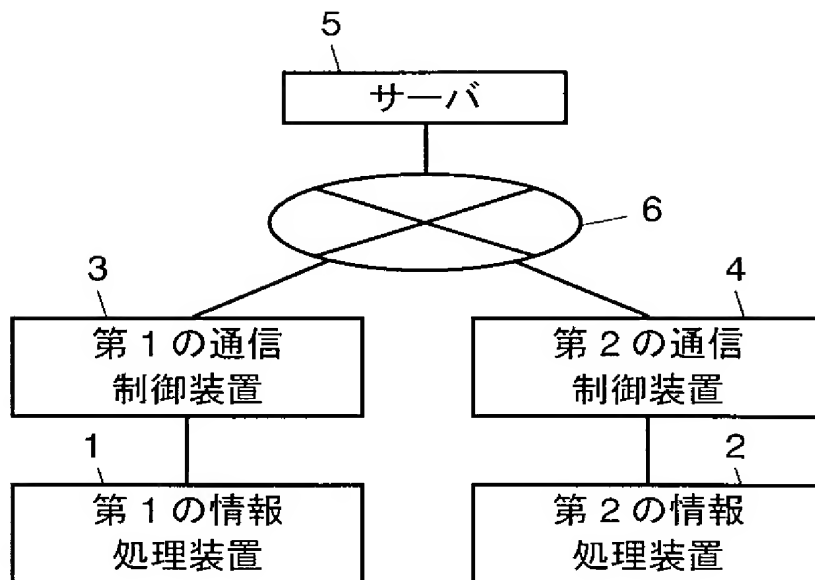 5
サーバ
6
3
4
第1の通信
制御装置
第2の通信
制御装置
1
2
第1の情報
処理装置
第2の情報
処理装置